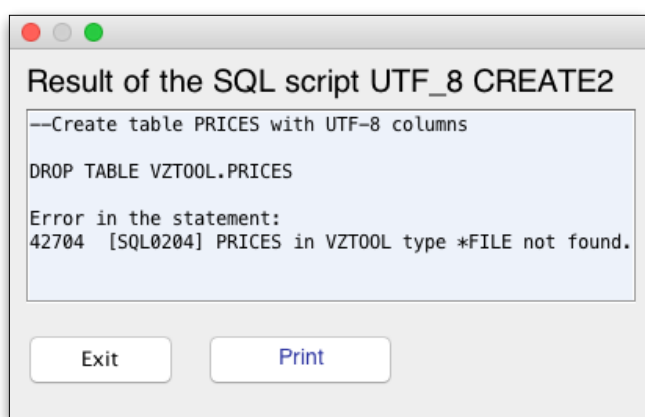 Result of the SQL script UTF_8 CREATE2
--Create table PRICES with UTF-8 columns
DROP TABLE VZTOOL.PRICES
Error in the statement:
42704  [SQL0204] PRICES in VZTOOL type *FILE not found.
Exit
Print